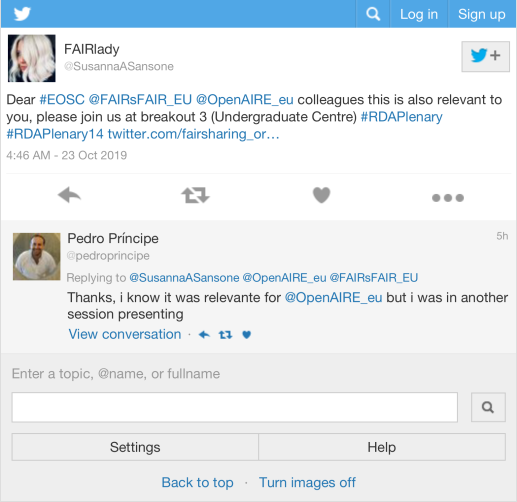 Log in
Sign up
FAIRlady
@SusannaASansone
+
Dear #EOSC @FAIRsFAIR_EU @OpenAIRE_eu colleagues this is also relevant to
you, please join us at breakout 3 (Undergraduate Centre) #RDAPlenary
#RDAPlenary14 twitter.com/fairsharing_or…
4:46 AM - 23 Oct 2019
Pedro Príncipe
5h
@pedroprincipe
Replying to @SusannaASansone @OpenAIRE_eu @FAIRsFAIR_EU
Thanks, i know it was relevante for @OpenAIRE_eu but i was in another
session presenting
View conversation ·
Enter a topic, @name, or fullname
Settings
Help
Back to top · Turn images off